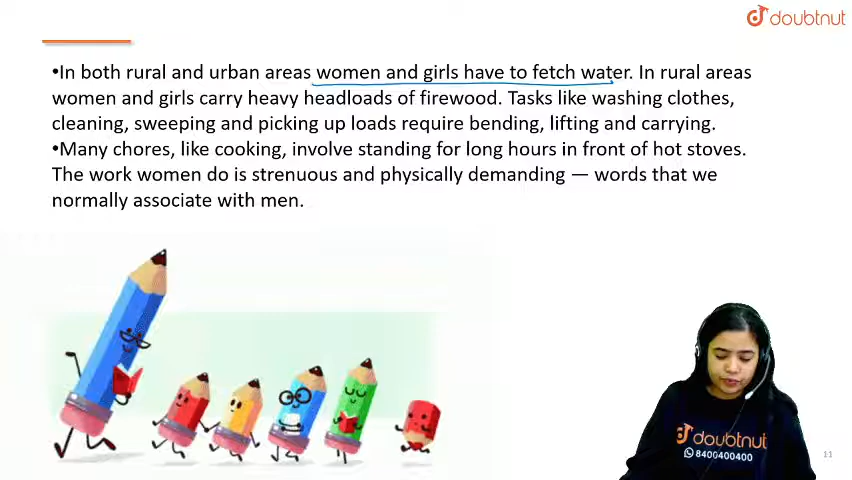 doubtnut
•In both rural and urban areas women and girls have to fetch water. In rural areas
women and girls carry heavy headloads of firewood. Tasks like washing clothes,
cleaning, sweeping and picking up loads require bending, lifting and carrying.
•Many chores, like cooking, involve standing for long hours in front of hot stoves.
The work women do is strenuous and physically demanding — words that we
normally associate with men.
doubtnut
8400400400
11